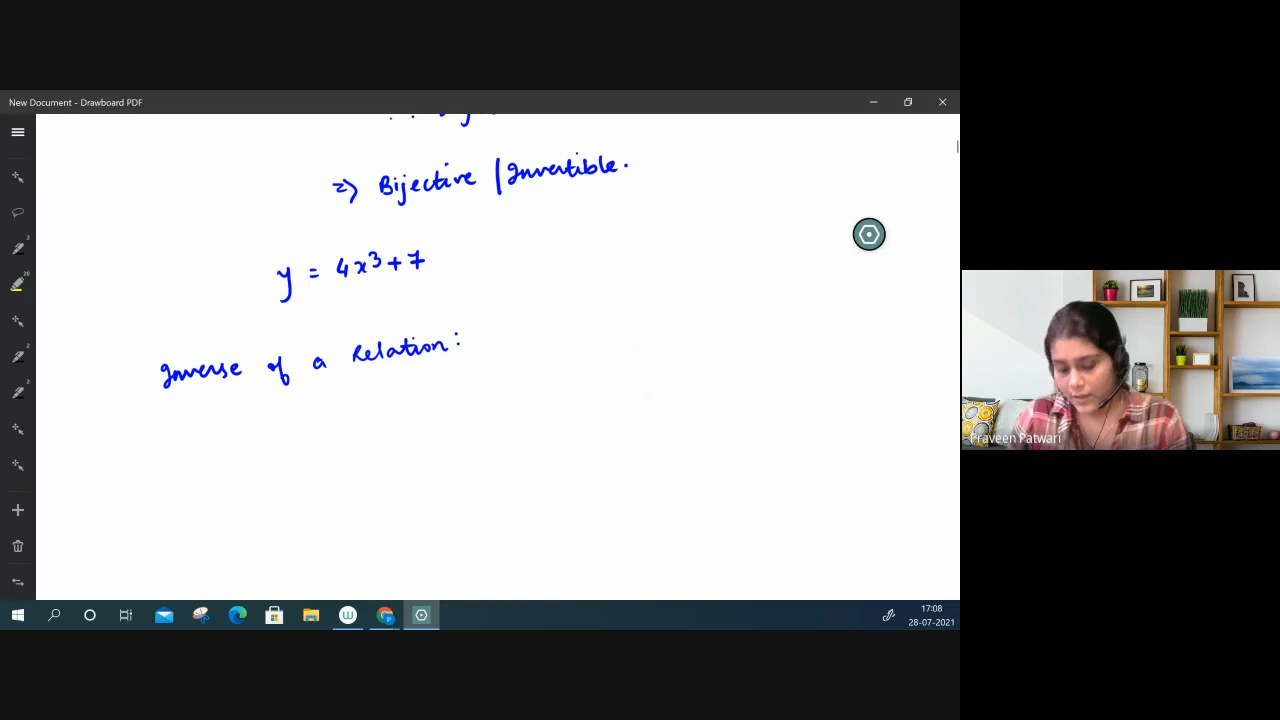 New Document - Drawboard PDF
=> Bijective | Invertible.
y = 4x³ + 7
Inverse of a Relation:
Praveen Patwari
17:08
28-07-2021